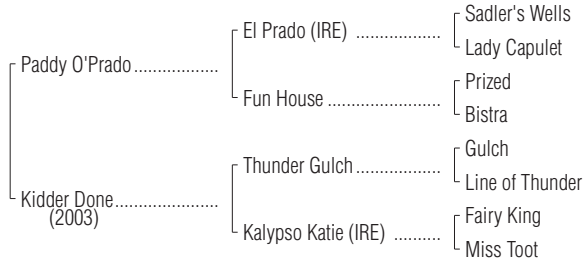 Sadler's Wells
El Prado (IRE) ..................
Lady Capulet
Paddy O'Prado ..................
Prized
Fun House ........................
Bistra
Gulch
Thunder Gulch ..................
Line of Thunder
Kidder Done ......................
(2003)
Fairy King
Kalypso Katie (IRE) ..........
Miss Toot